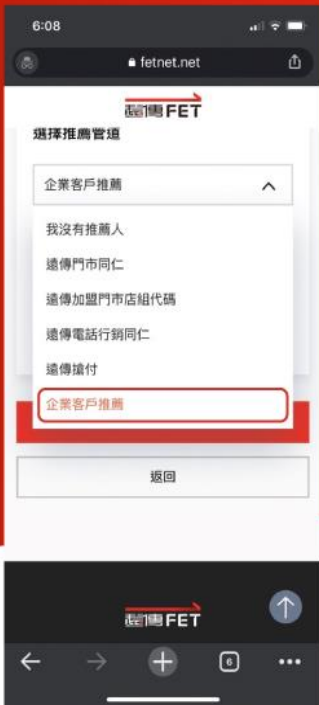 6:08
fetnet.net
遠傳FET
選擇推薦管道
企業客戶推薦
我沒有推薦人
遠傳門市同仁
遠傳加盟門市店組代碼
遠傳電話行銷同仁
遠傳搶付
企業客戶推薦
返回
遠傳FET
6